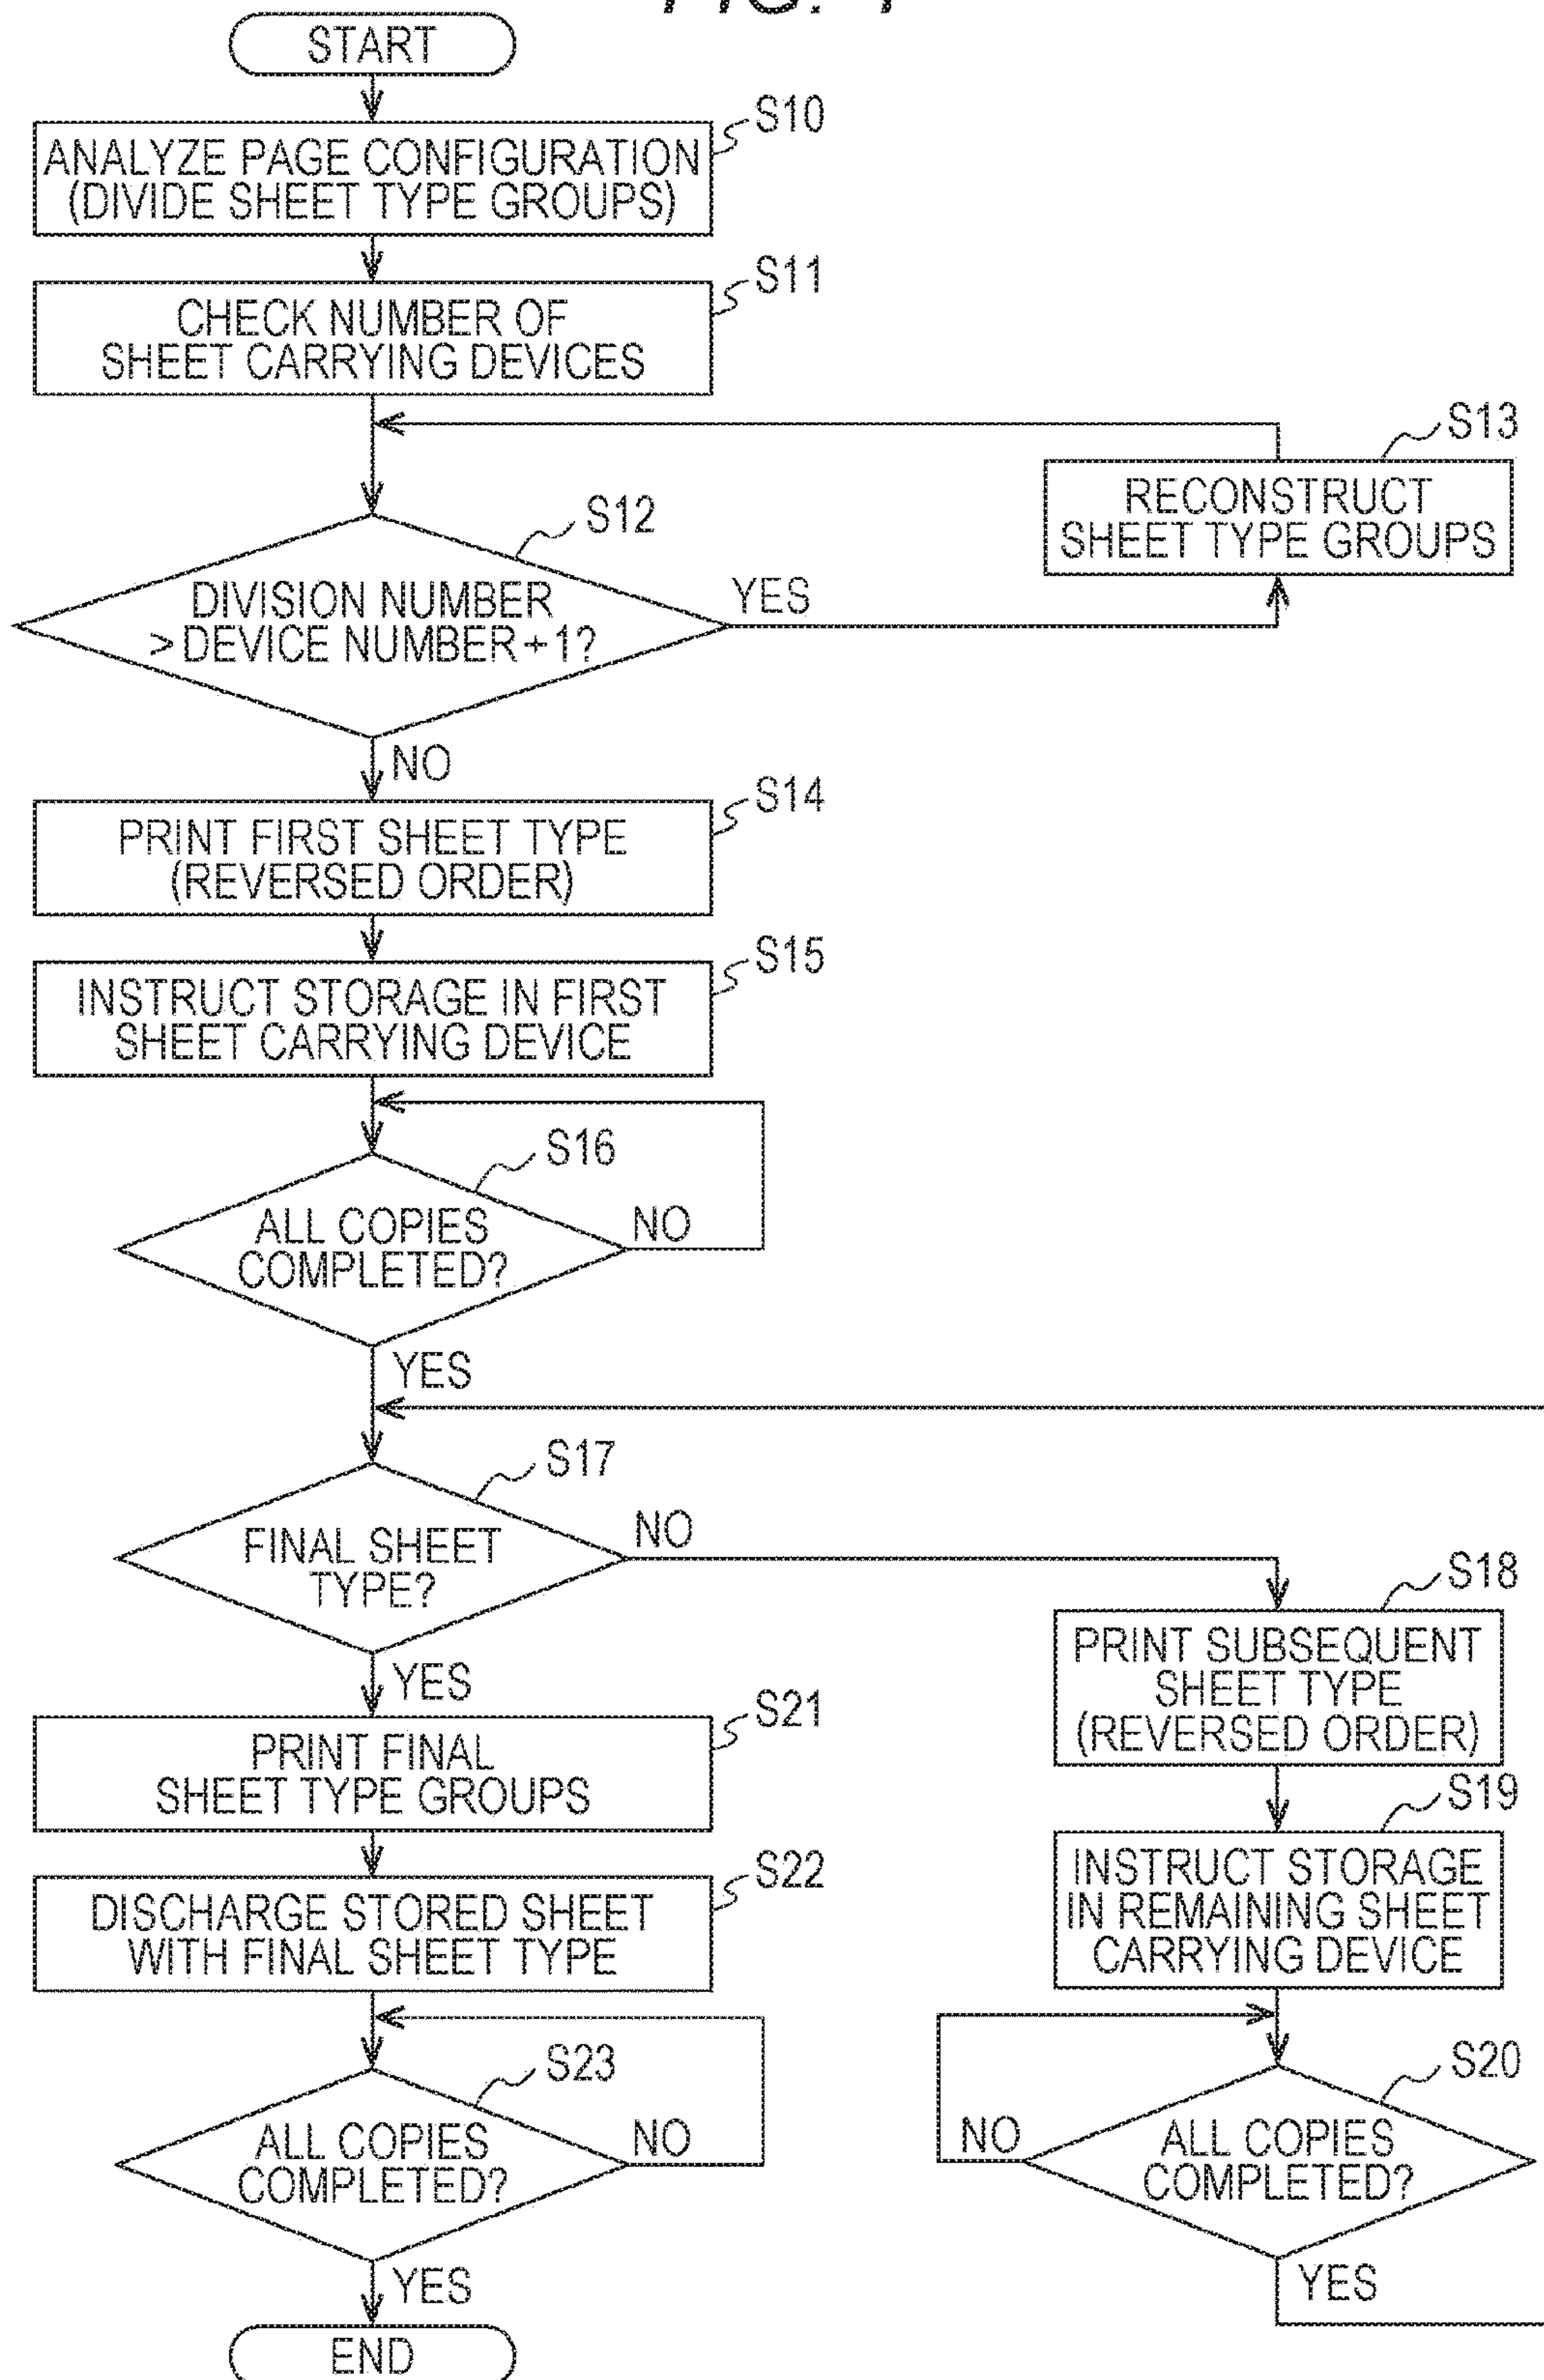 START
S10
ANALYZE PAGE CONFIGURATION
(DIVIDE SHEET TYPE GROUPS)
S11
CHECK NUMBER OF
SHEET CARRYING DEVICES
S13
RECONSTRUCT
SHEET TYPE GROUPS
S12
DIVISION NUMBER
> DEVICE NUMBER + 1?
YES
NO
S14
PRINT FIRST SHEET TYPE
(REVERSED ORDER)
S15
INSTRUCT STORAGE IN FIRST
SHEET CARRYING DEVICE
S16
ALL COPIES
COMPLETED?
NO
YES
S17
FINAL SHEET
TYPE?
NO
YES
S18
PRINT SUBSEQUENT
SHEET TYPE
(REVERSED ORDER)
S19
INSTRUCT STORAGE
IN REMAINING SHEET
CARRYING DEVICE
S20
ALL COPIES
COMPLETED?
NO
YES
S21
PRINT FINAL
SHEET TYPE GROUPS
S22
DISCHARGE STORED SHEET
WITH FINAL SHEET TYPE
S23
ALL COPIES
COMPLETED?
NO
YES
END